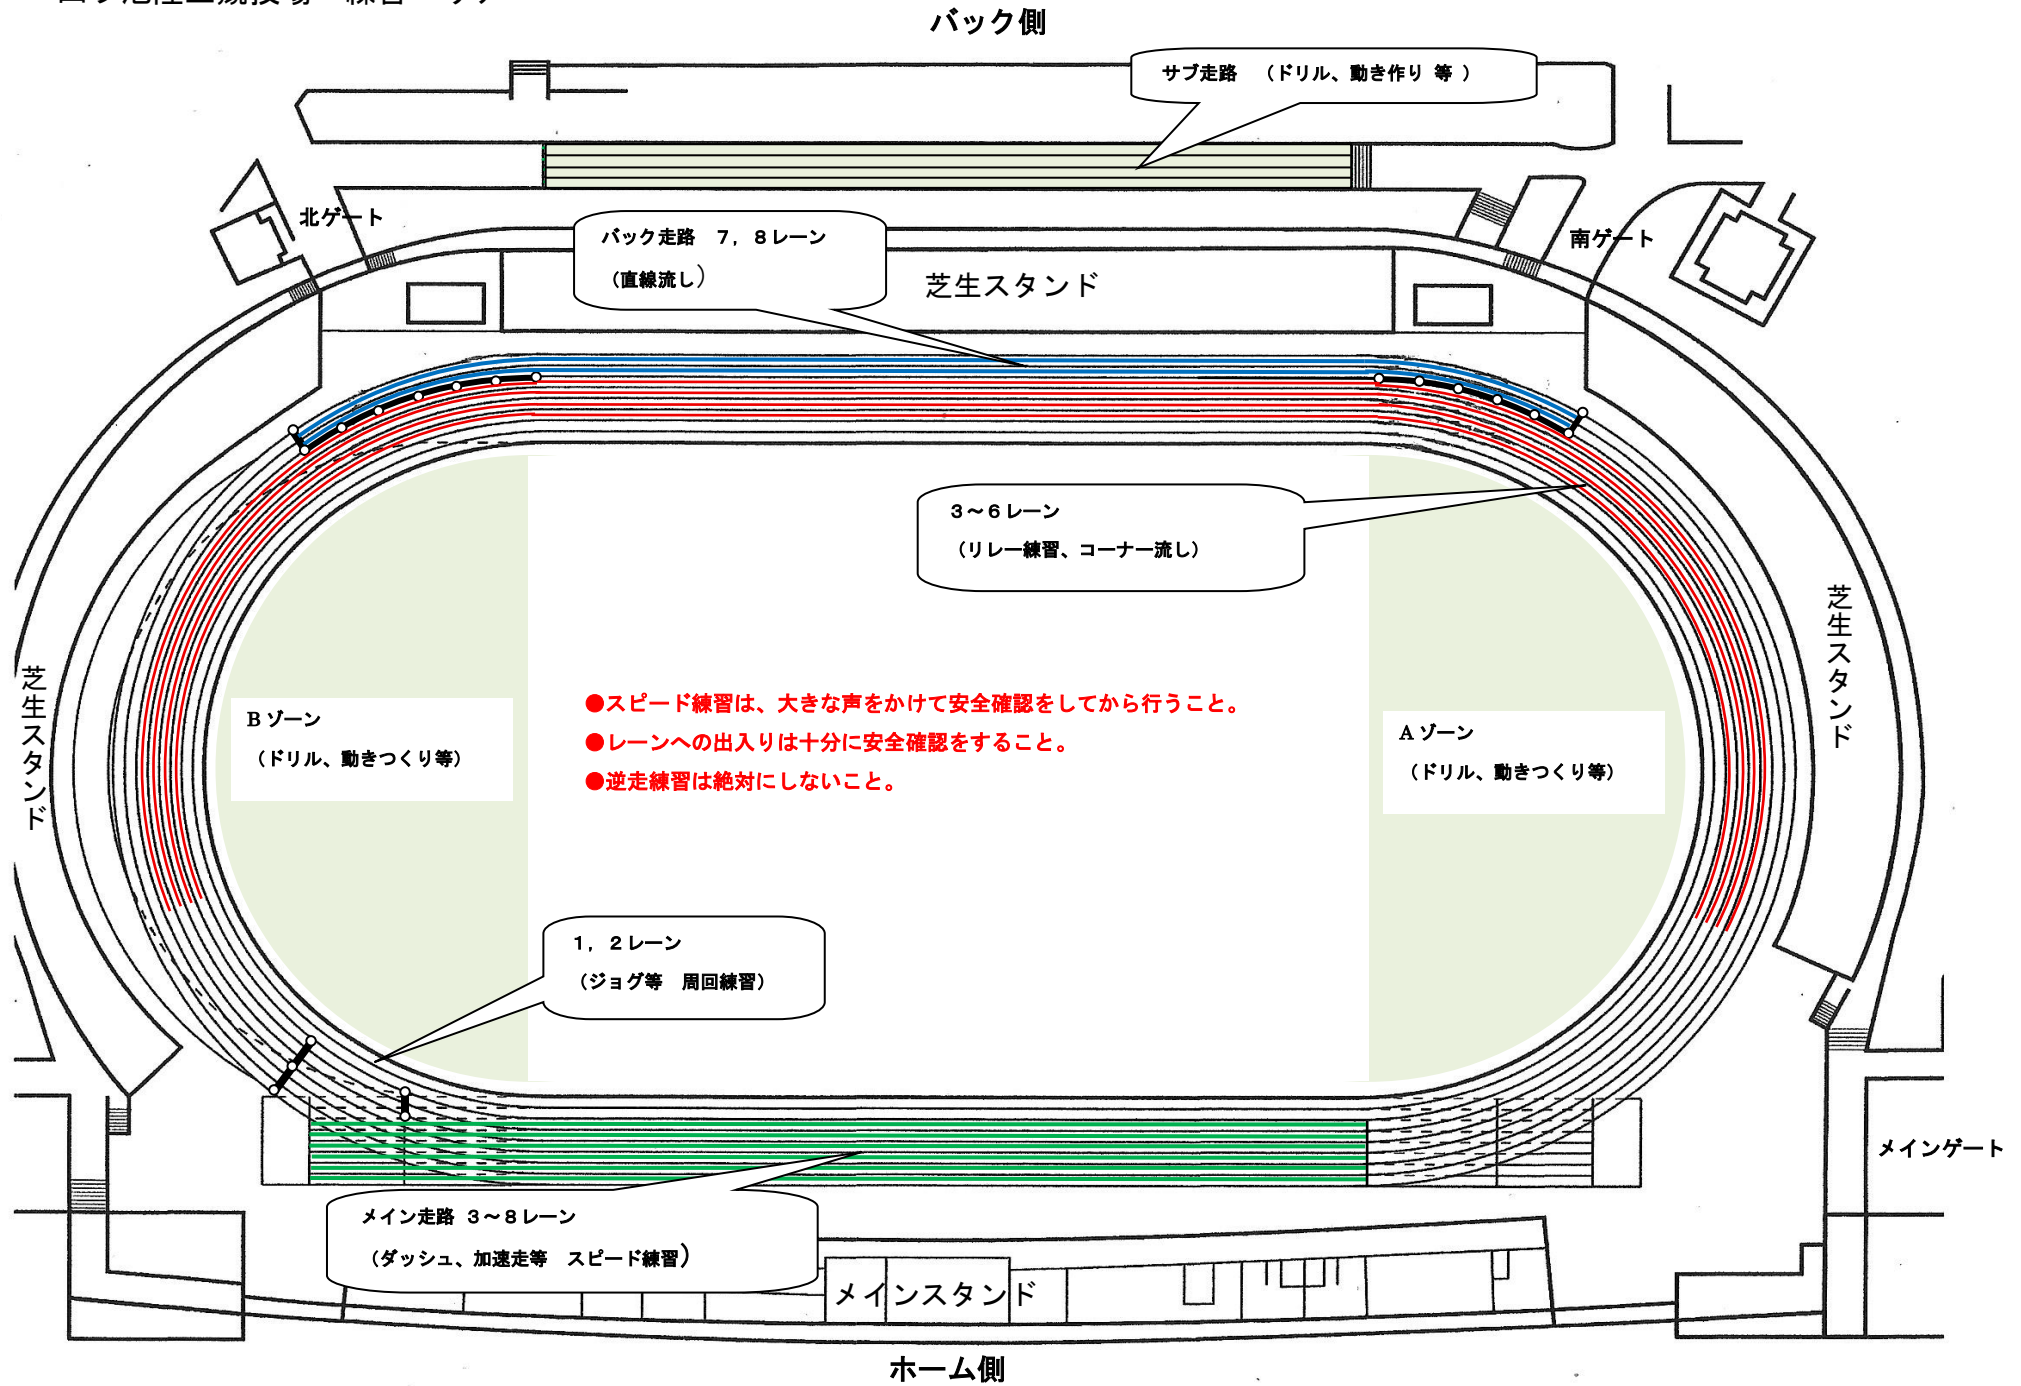 バック側
サブ走路　（ドリル、動き作り 等 ）
北ゲート
バック走路　７，８レーン
（直線流し）
芝生スタンド
南ゲート
３～６レーン
（リレー練習、コーナー流し）
芝生スタンド
芝生スタンド
●スピード練習は、大きな声をかけて安全確認をしてから行うこと。
●レーンへの出入りは十分に安全確認をすること。
●逆走練習は絶対にしないこと。
B ゾーン
（ドリル、動きつくり等）
A ゾーン
（ドリル、動きつくり等）
１，２レーン
（ジョグ等　周回練習）
メインゲート
メイン走路 ３～８レーン
（ダッシュ、加速走等　スピード練習）
メインスタンド
ホーム側